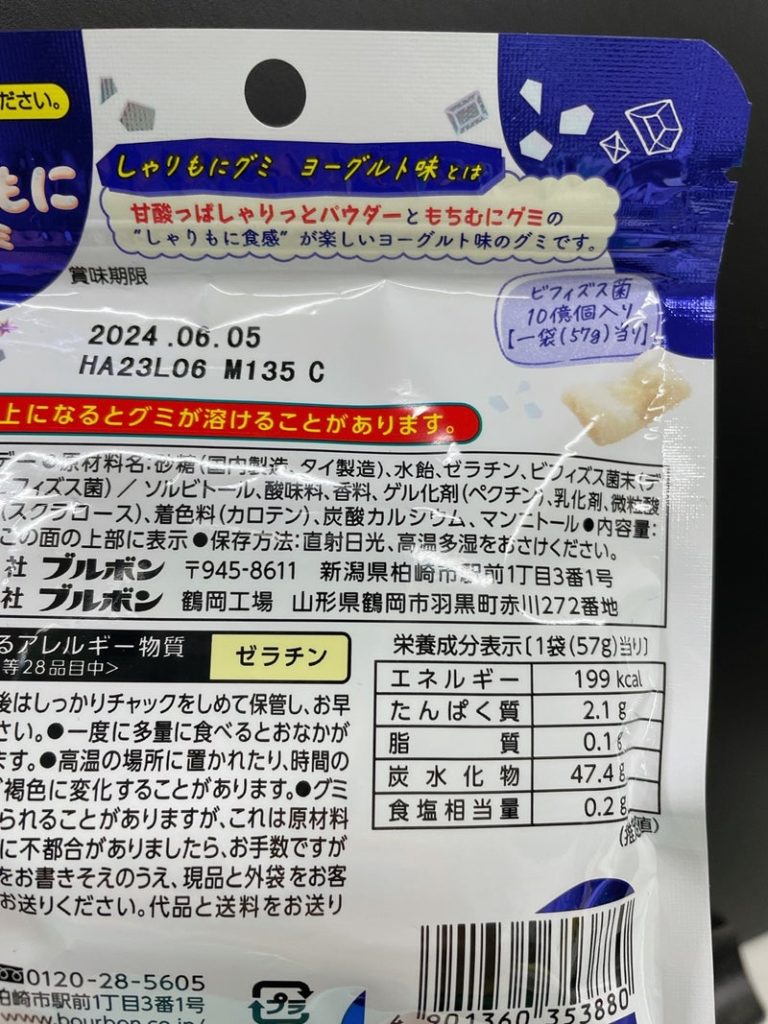 ださい。
もに
しゃりもにグミ ヨーグルト味とは
甘酸っぱしゃりっとパウダーともちむにグミの
"しゃりもに食感"が楽しいヨーグルト味のグミです。
賞味期限
ビフィズス菌
10億個入り
[一袋(57g)当り]
2024.06.05
HA23L06 M135 C
上になるとグミが溶けることがあります。
デー●原材料名:砂糖(国内製造、タイ製造)、水飴、ゼラチン、ビフィズス菌末(デ
フィズス菌)/ソルビトール、酸味料、香料、ゲル化剤(ペクチン)、乳化剤、微粒酸
(スクラロース)、着色料(カロテン)、炭酸カルシウム、マンニトール●内容量:
この面の上部に表示●保存方法:直射日光、高温多湿をおさけください。
社 ブルボン 〒945-8611 新潟県柏崎市駅前1丁目3番1号
社 ブルボン 鶴岡工場 山形県鶴岡市羽黒町赤川272番地
るアレルギー物質
等28品目中>
ゼラチン
後はしっかりチャックをしめて保管し、お早
さい。●一度に多量に食べるとおなかが
ます。●高温の場所に置かれたり、時間の
褐色に変化することがあります。●グミ
られることがありますが、これは原材料
に不都合がありましたら、お手数ですが
をお書きそえのうえ、現品と外袋をお客
お送りください。代品と送料をお送り
栄養成分表示[1袋(57g)当り]
エネルギー 199 kcal
たんぱく質 2.1 g
脂質 0.1 g
炭水化物 47.4 g
食塩相当量 0.2 g
(推定値)
0120-28-5605
柏崎市駅前1丁目3番1号
www.bourbon.co.jp/
プラ
4 901360 353880